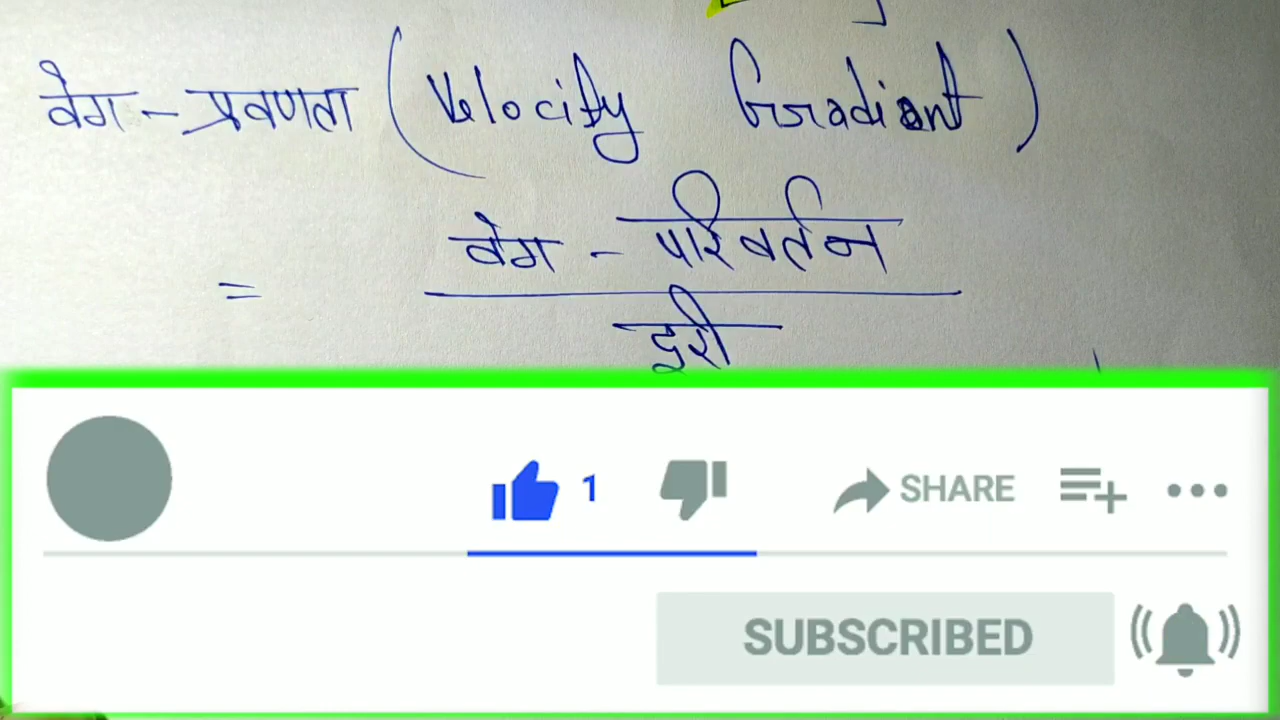 वेग - प्रवणता ( Velocity Gradient )
= वेग - परिवर्तन
दूरी
1 SHARE
SUBSCRIBED